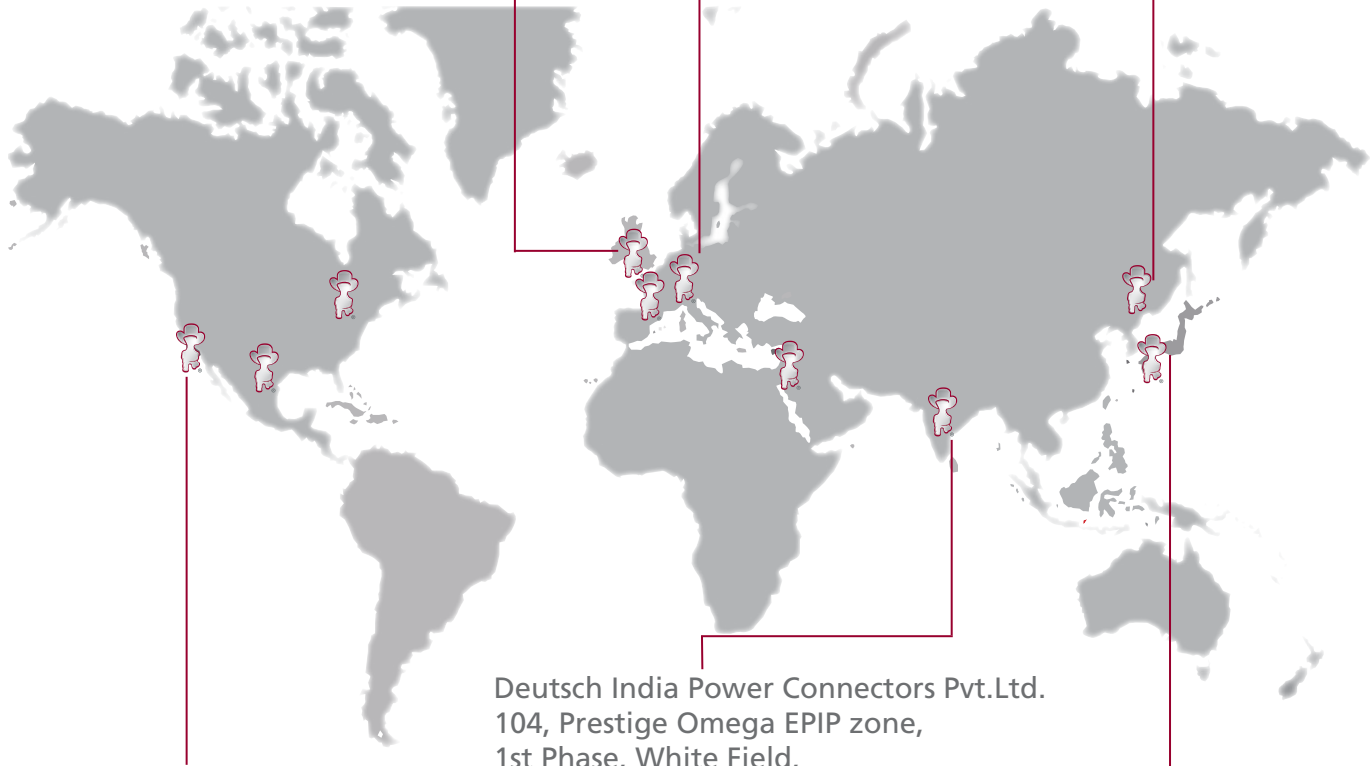 Deutsch India Power Connectors Pvt.Ltd.
104, Prestige Omega EPIP zone,
1st Phase, White Field,